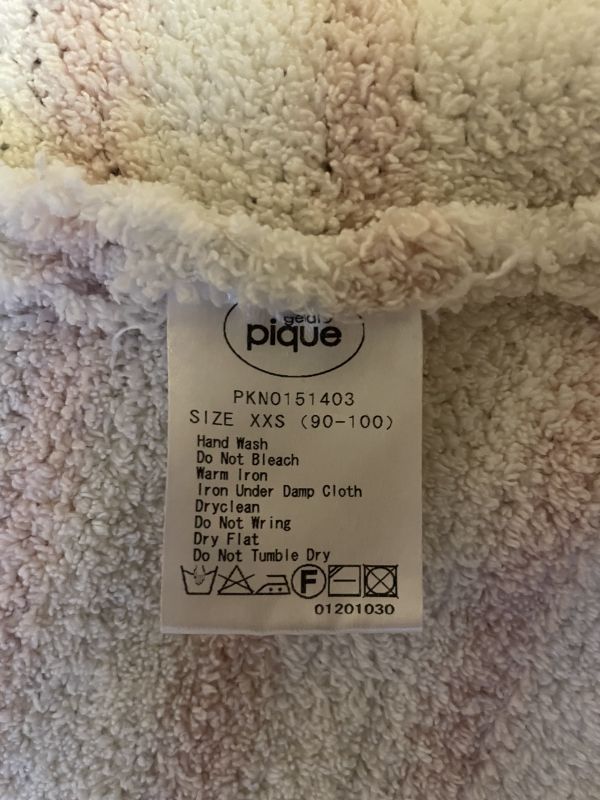 gelato
pique
PKN0151403
SIZE XXS (90-100)
Hand Wash
Do Not Bleach
Warm Iron
Iron Under Damp Cloth
Dryclean
Do Not Wring
Dry Flat
Do Not Tumble Dry
F
01201030